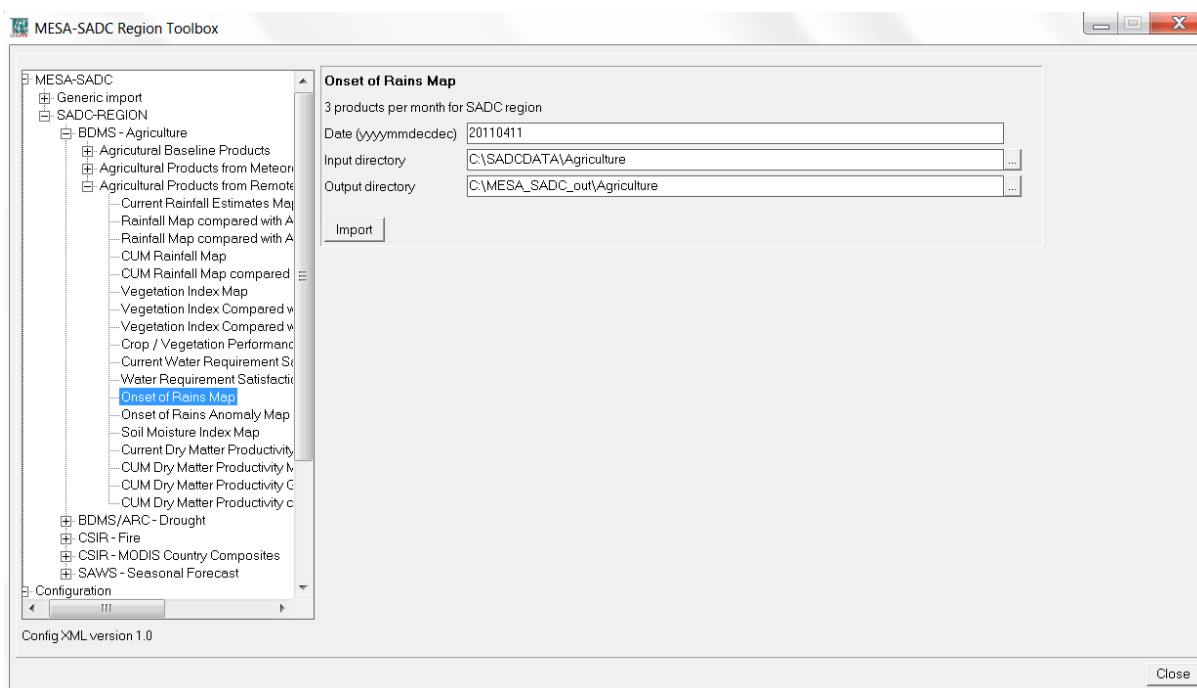 MESA-SADC Region Toolbox
MESA-SADC
Generic import
SADC-REGION
BDMS - Agriculture
Agricutural Baseline Products
Agricultural Products from Meteor
Agricultural Products from Remote
Current Rainfall Estimates Map
Rainfall Map compared with A
Rainfall Map compared with A
CUM Rainfall Map
CUM Rainfall Map compared
Vegetation Index Map
Vegetation Index Compared w
Vegetation Index Compared w
Crop / Vegetation Performanc
Current Water Requirement Sa
Water Requirement Satisfactio
Onset of Rains Map
Onset of Rains Anomaly Map
Soil Moisture Index Map
Current Dry Matter Productivity
CUM Dry Matter Productivity M
CUM Dry Matter Productivity G
CUM Dry Matter Productivity c
BDMS/ARC - Drought
CSIR - Fire
CSIR - MODIS Country Composites
SAWS - Seasonal Forecast
Configuration
Config XML version 1.0
Onset of Rains Map
3 products per month for SADC region
Date (yyyymmdecdec) 20110411
Input directory C:\SADCDATA\Agriculture ...
Output directory C:\MESA_SADC_out\Agriculture ...
Import
Close